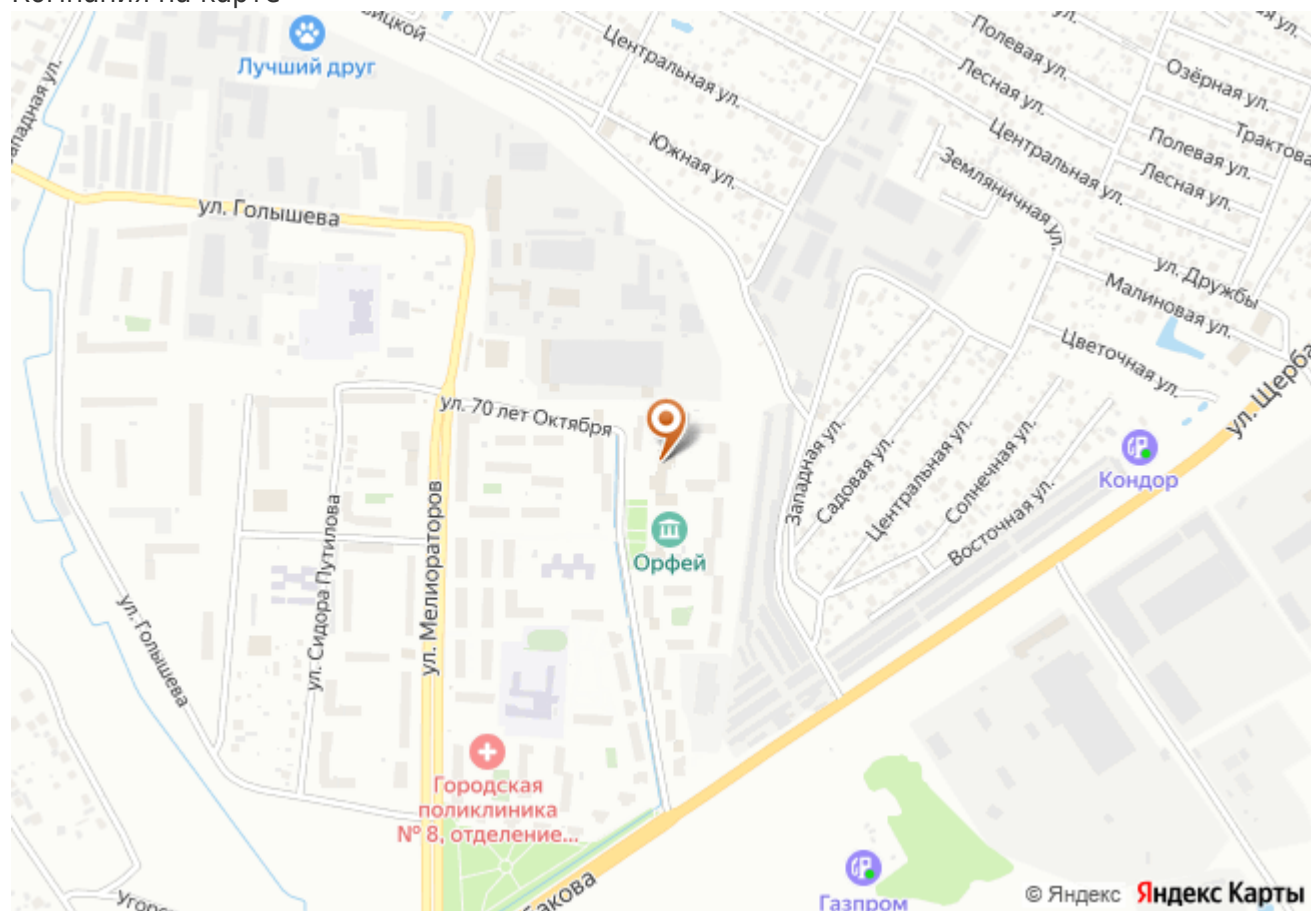 Компания на карте
Лучший друг
Центральная ул.
Южная ул.
Полевая ул.
Лесная ул.
Центральная ул.
Озёрная ул.
Трактова
Полевая ул.
Лесная ул.
Земляничная ул.
ул. Дружбы
Малиновая ул.
Цветочная ул.
ул. Голышева
ул. 70 лет Октября
ул. Щерба
Кондор
Западная ул.
Садовая ул.
Центральная ул.
Солнечная ул.
Восточная ул.
Орфей
ул. Сидора Путилова
ул. Мелиораторов
ул. Голышева
Городская
поликлиника
№ 8, отделение...
Газпром
© Яндекс Яндекс Карты